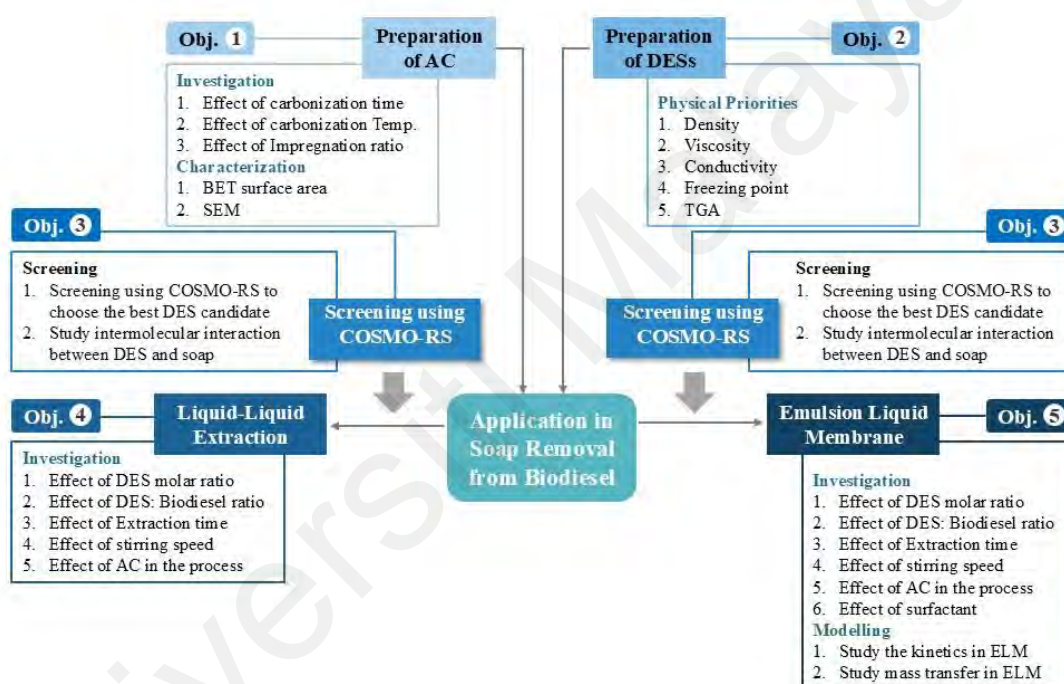 Obj. 1
Preparation
of AC
Investigation
1. Effect of carbonization time
2. Effect of carbonization Temp.
3. Effect of Impregnation ratio
Characterization
1. BET surface area
2. SEM
Preparation
of DESs
Obj. 2
Physical Priorities
1. Density
2. Viscosity
3. Conductivity
4. Freezing point
5. TGA
Obj. 3
Screening
1. Screening using COSMO-RS to
choose the best DES candidate
2. Study intermolecular interaction
between DES and soap
Screening using
COSMO-RS
Screening using
COSMO-RS
Obj. 3
Screening
1. Screening using COSMO-RS to
choose the best DES candidate
2. Study intermolecular interaction
between DES and soap
Obj. 4
Liquid-Liquid
Extraction
Investigation
1. Effect of DES molar ratio
2. Effect of DES: Biodiesel ratio
3. Effect of Extraction time
4. Effect of stirring speed
5. Effect of AC in the process
Application in
Soap Removal
from Biodiesel
Emulsion Liquid
Membrane
Obj. 5
Investigation
1. Effect of DES molar ratio
2. Effect of DES: Biodiesel ratio
3. Effect of Extraction time
4. Effect of stirring speed
5. Effect of AC in the process
6. Effect of surfactant
Modelling
1. Study the kinetics in ELM
2. Study mass transfer in ELM